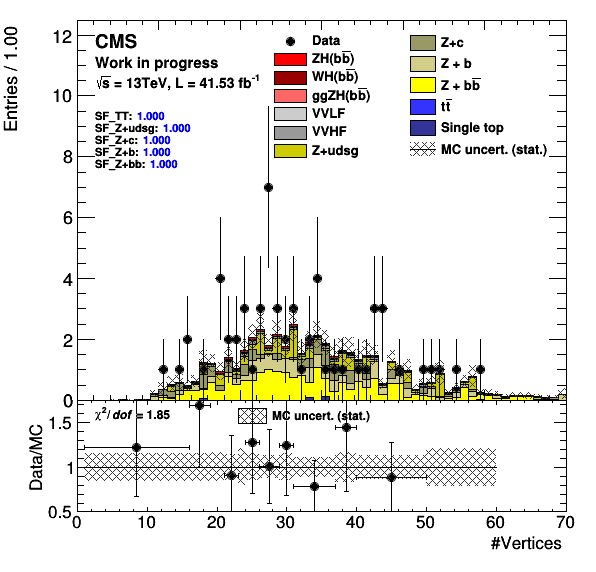 CMS
Work in progress
√s = 13TeV, L = 41.53 fb⁻¹
SF_TT: 1.000
SF_Z+udsg: 1.000
SF_Z+c: 1.000
SF_Z+b: 1.000
SF_Z+bb: 1.000
Data
ZH(bb̅)
WH(bb̅)
ggZH(bb̅)
VVLF
VVHF
Z+udsg
Z+c
Z + b
Z + bb̅
tt̅
Single top
MC uncert. (stat.)
Entries / 1.00
12
10
8
6
4
2
0
χ²/dof = 1.85
MC uncert. (stat.)
Data/MC
1.5
1
0.5
0 10 20 30 40 50 60 70
#Vertices